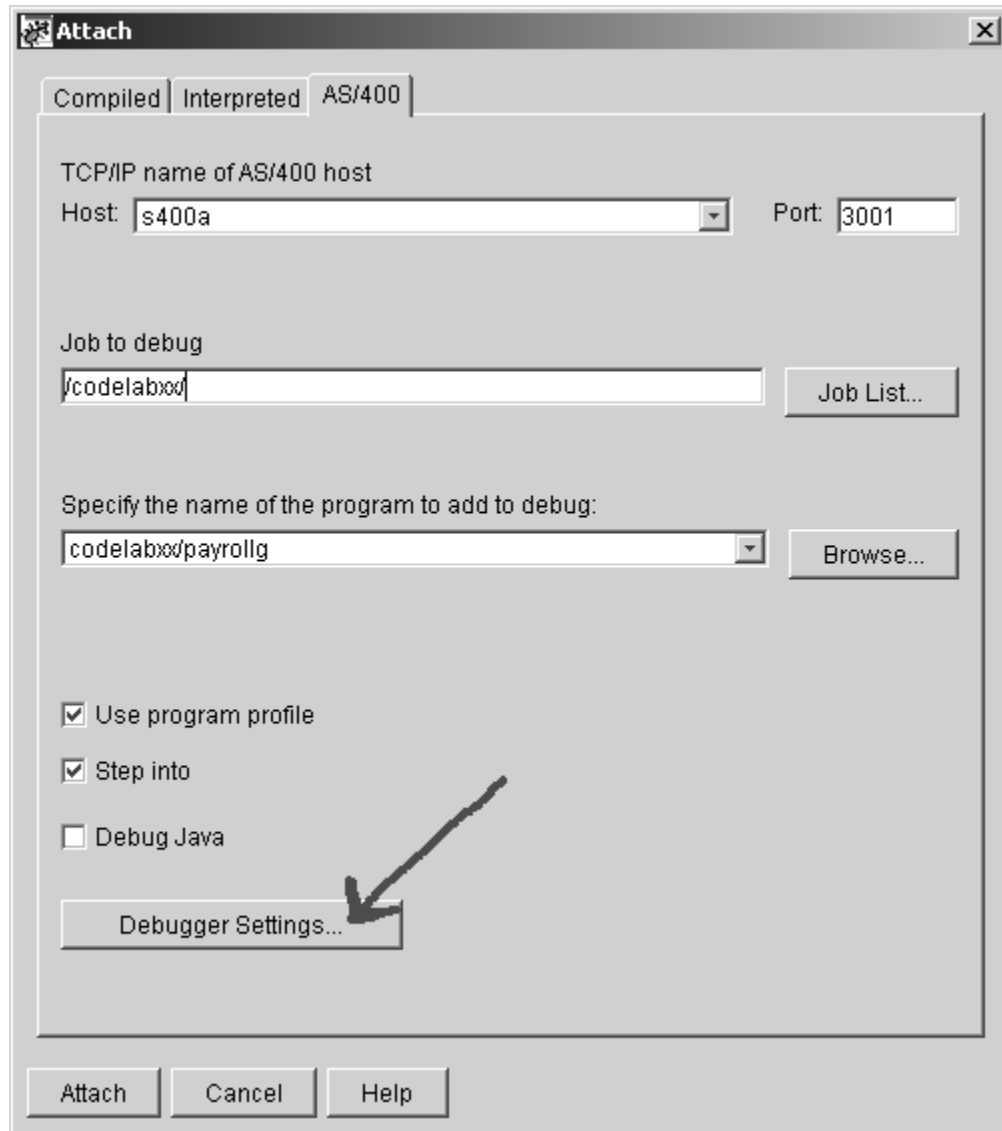 Attach
Compiled Interpreted AS/400
TCP/IP name of AS/400 host
Host: s400a Port: 3001
Job to debug
/codelabxx/ Job List...
Specify the name of the program to add to debug:
codelabxx/payrollg Browse...
Use program profile
Step into
Debug Java
Debugger Settings...
Attach Cancel Help